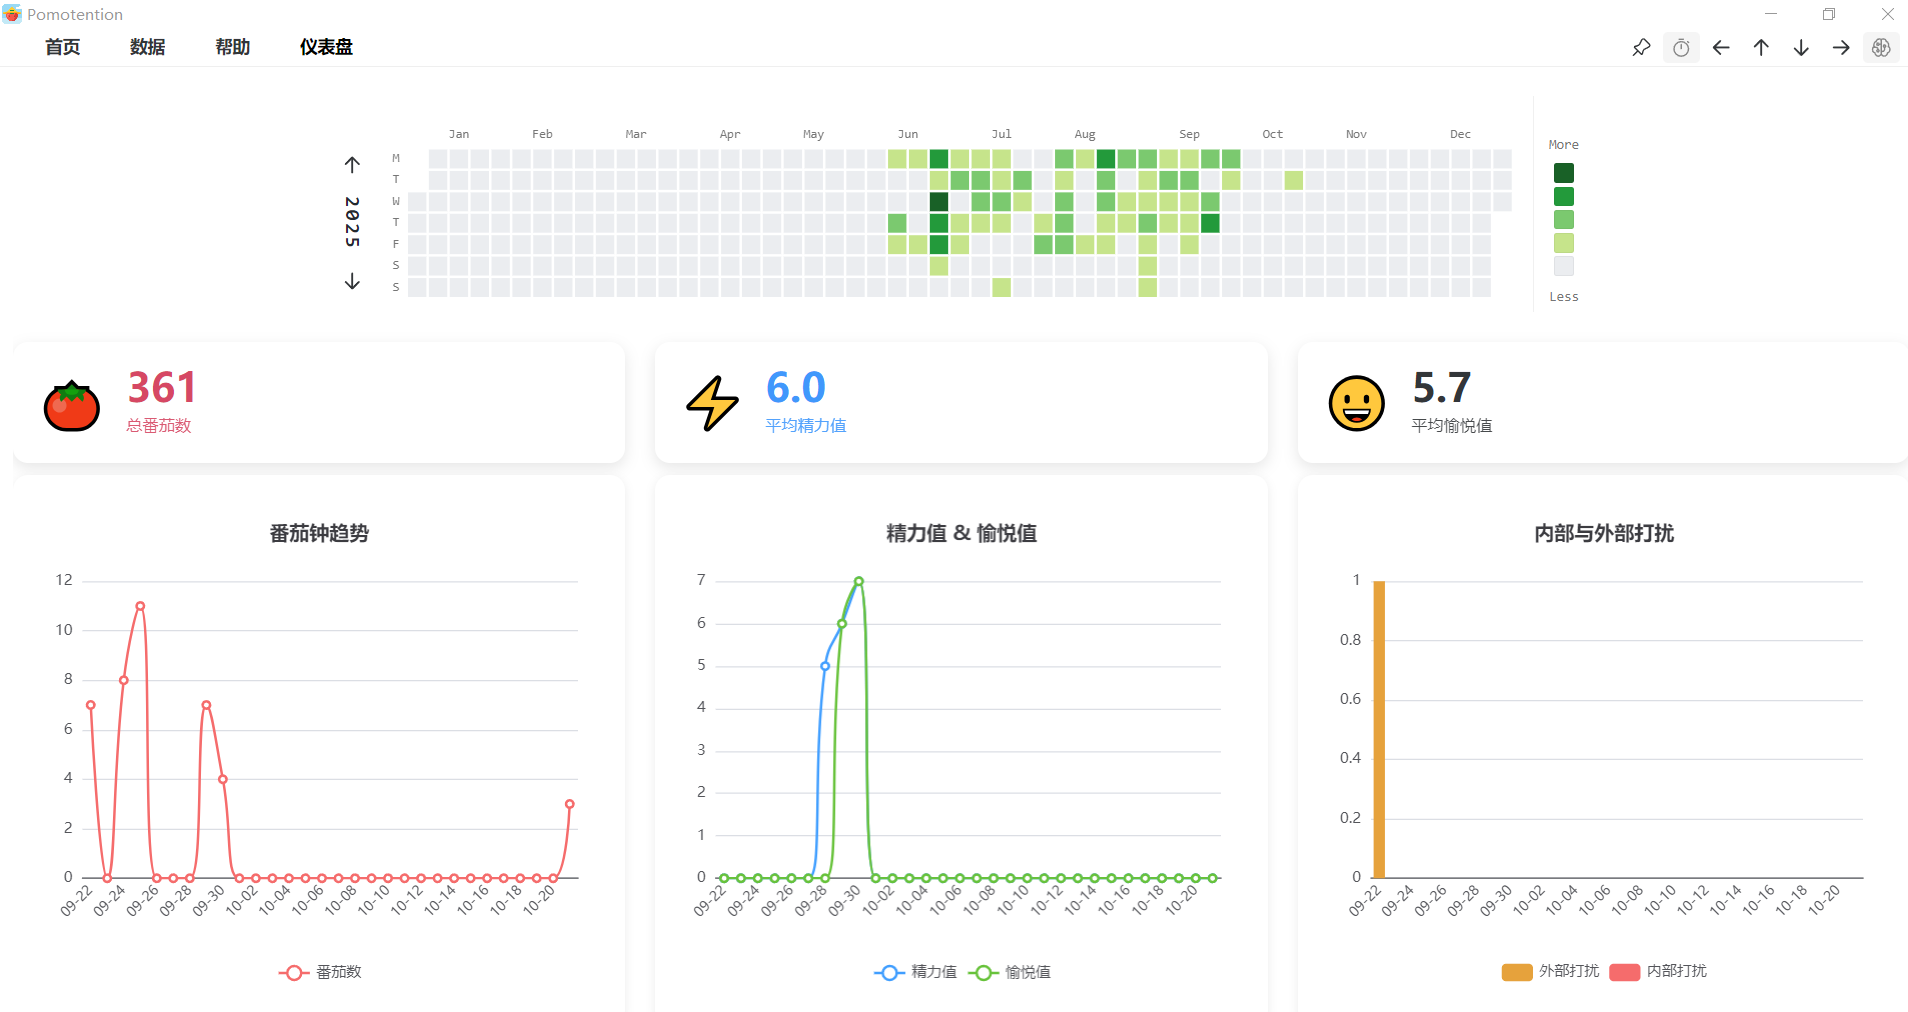 Pomotention
首页 数据 帮助 仪表盘
Jan Feb Mar Apr May Jun Jul Aug Sep Oct Nov Dec
M
T
W
T
F
S
S
2025
More
Less
361
总番茄数
6.0
平均精力值
5.7
平均愉悦值
番茄钟趋势
12
10
8
6
4
2
0
09-22 09-24 09-26 09-28 09-30 10-02 10-04 10-06 10-08 10-10 10-12 10-14 10-16 10-18 10-20
番茄数
精力值 & 愉悦值
7
6
5
4
3
2
1
0
09-22 09-24 09-26 09-28 09-30 10-02 10-04 10-06 10-08 10-10 10-12 10-14 10-16 10-18 10-20
精力值 愉悦值
内部与外部打扰
1
0.8
0.6
0.4
0.2
0
09-22 09-24 09-26 09-28 09-30 10-02 10-04 10-06 10-08 10-10 10-12 10-14 10-16 10-18 10-20
外部打扰 内部打扰